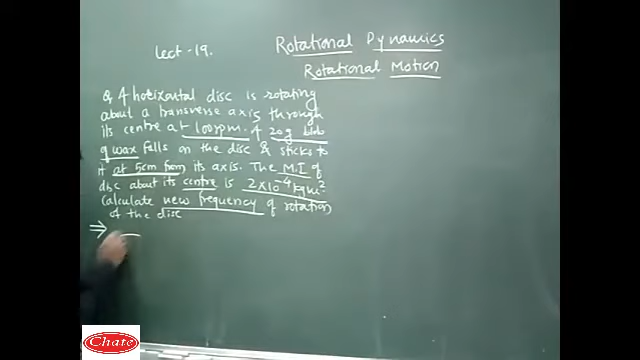 Lect - 19.
Rotational Dynamics
Rotational Motion
Q A horizontal disc is rotating
about a transverse axis through
its centre at 100rpm. A 20g blob
of wax falls on the disc & sticks to
it at 5cm from its axis. The M.I of
disc about its centre is 2×10⁻⁴kgm²
Calculate new frequency of rotation
of the disc
⇒
Chate